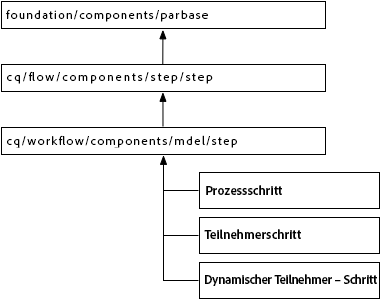 foundation/components/parbase
cq/flow/components/step/step
cq/workflow/components/mdel/step
Prozessschritt
Teilnehmerschritt
Dynamischer Teilnehmer – Schritt